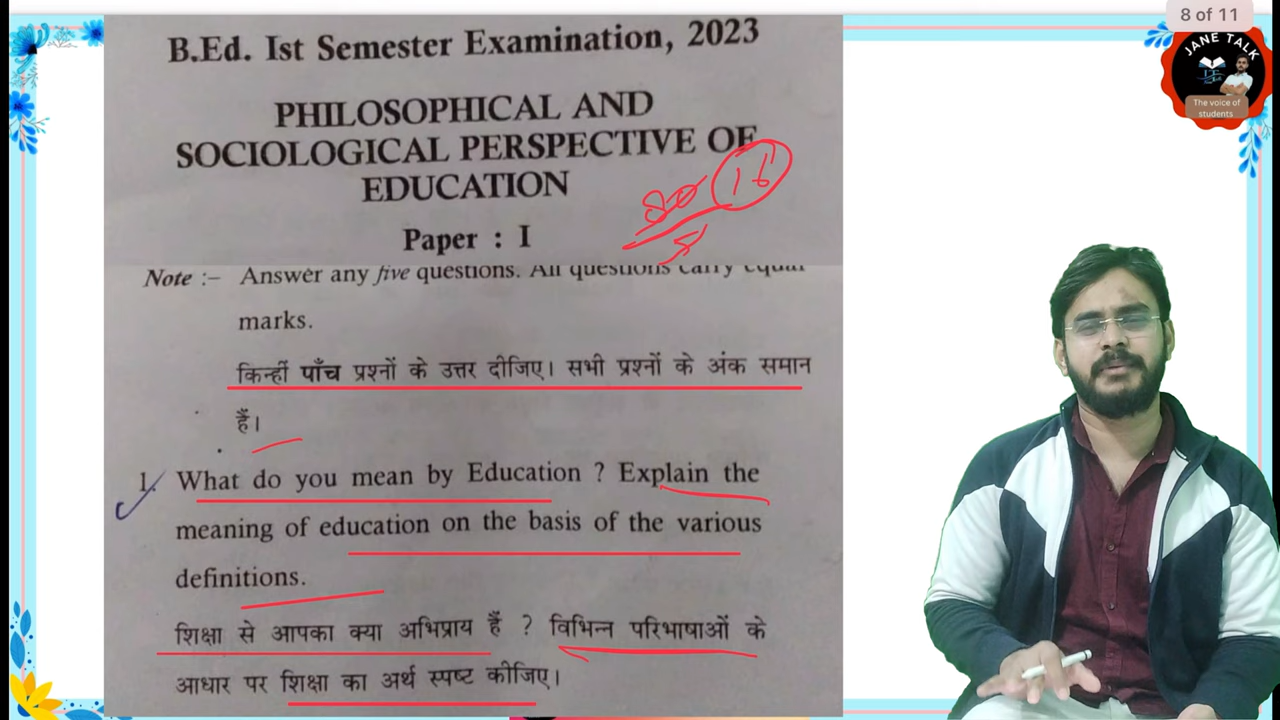 8 of 11
JANE TALK
The voice of
students
B.Ed. Ist Semester Examination, 2023
PHILOSOPHICAL AND
SOCIOLOGICAL PERSPECTIVE OF
EDUCATION
80 16
5
Paper : I
Note :– Answer any five questions. All questions carry equal
marks.
किन्हीं पाँच प्रश्नों के उत्तर दीजिए। सभी प्रश्नों के अंक समान
हैं।
1. What do you mean by Education ? Explain the
meaning of education on the basis of the various
definitions.
शिक्षा से आपका क्या अभिप्राय हैं ? विभिन्न परिभाषाओं के
आधार पर शिक्षा का अर्थ स्पष्ट कीजिए।